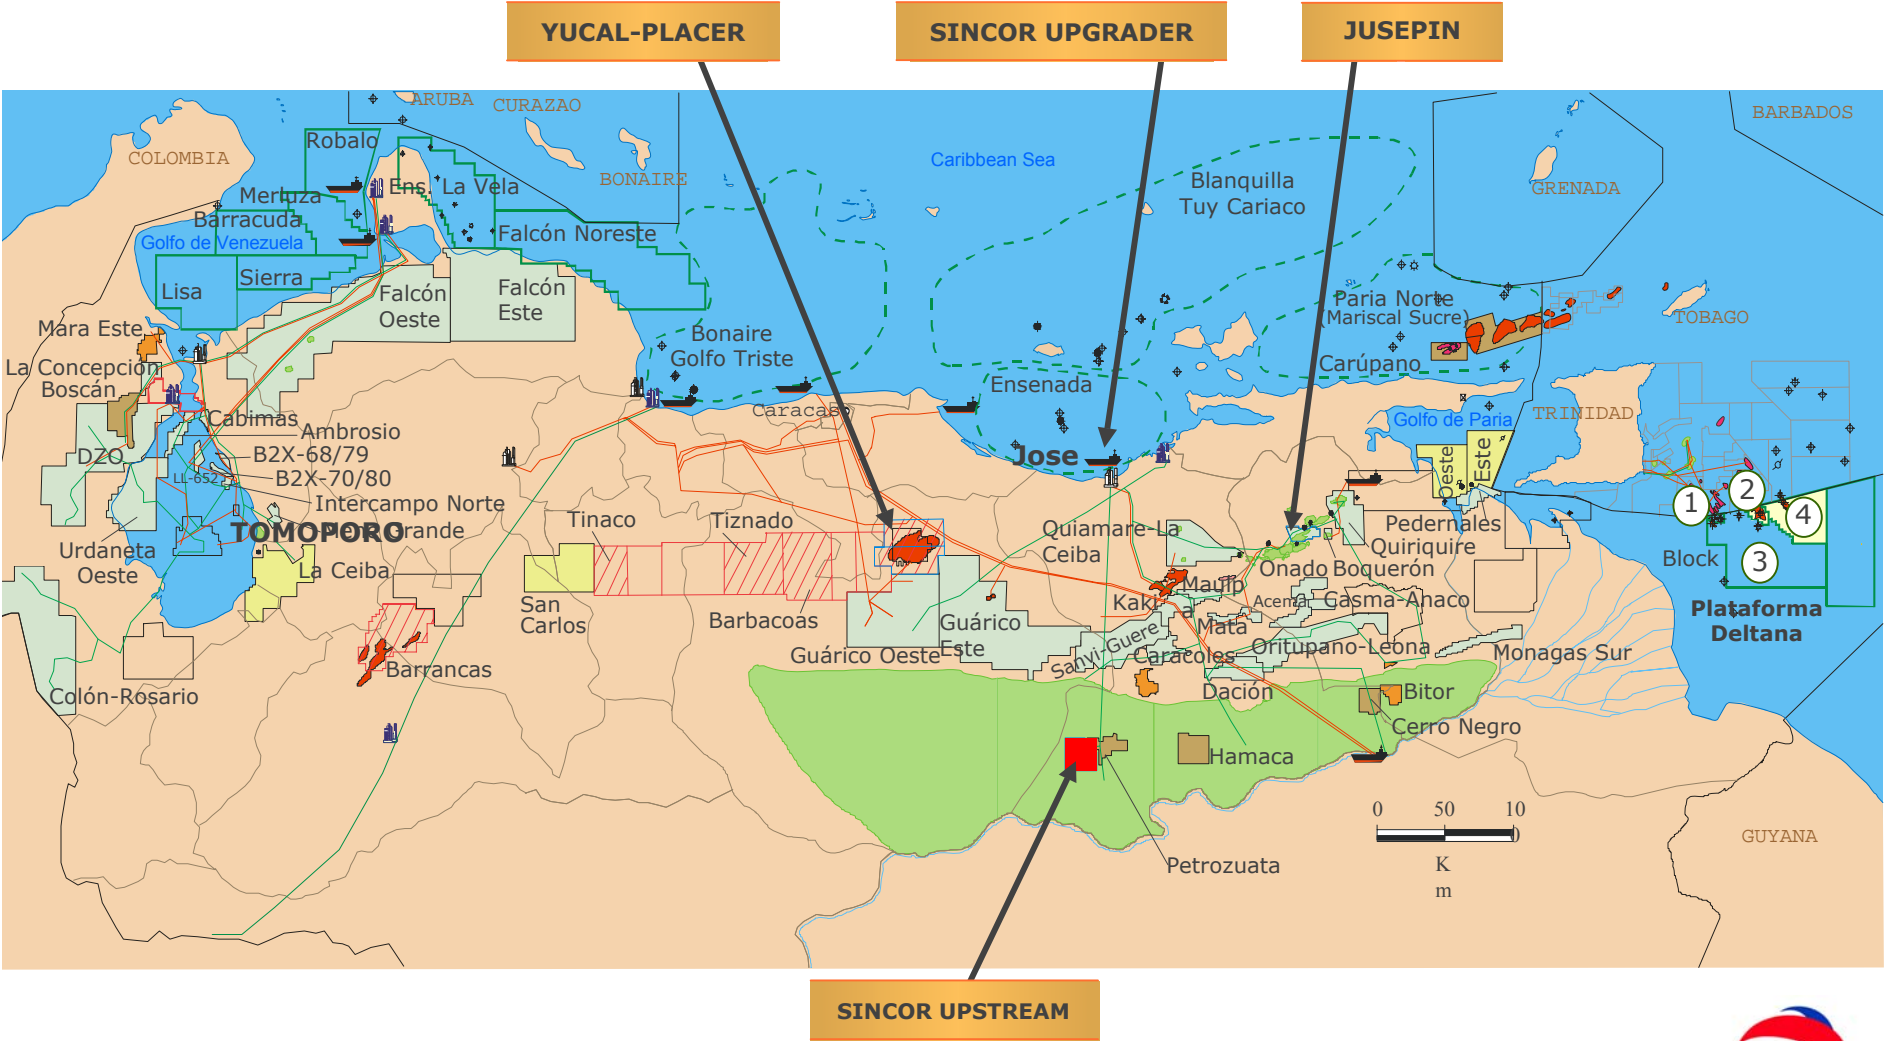 YUCAL-PLACER
SINCOR UPGRADER
JUSEPIN
ARUBA
CURAZAO
BONAIRE
COLOMBIA
Robalo
Ens. La Vela
Merluza
Barracuda
Golfo de Venezuela
Falcón Noreste
Sierra
Lisa
Falcón
Oeste
Falcón
Este
Caribbean Sea
Blanquilla
Tuy Cariaco
BARBADOS
GRENADA
TOBAGO
TRINIDAD
Paria Norte
(Mariscal Sucre)
Carúpano
Golfo de Paria
Bonaire
Golfo Triste
Ensenada
Caracas
Mara Este
La Concepción
Boscán
Cabimas
Ambrosio
B2X-68/79
B2X-70/80
LL-652
Intercampo Norte
DZO
TOMOPORO
Mene Grande
Urdaneta
Oeste
La Ceiba
Colón-Rosario
Barrancas
Tinaco
Tiznado
San
Carlos
Barbacoas
Guárico Oeste
Guárico
Este
Jose
Quiamare-La
Ceiba
Oeste
Este
Pedernales
Quiriquire
Onado
Boquerón
Kaki
Maulp
a
Acema
Casma-Anaco
Mata
Sanvi-Guere
Caracoles
Oritupano-Leona
Monagas Sur
Dación
Bitor
Cerro Negro
Hamaca
Petrozuata
1
2
4
3
Block
Plataforma
Deltana
0 50 10
0
K
m
GUYANA
SINCOR UPSTREAM